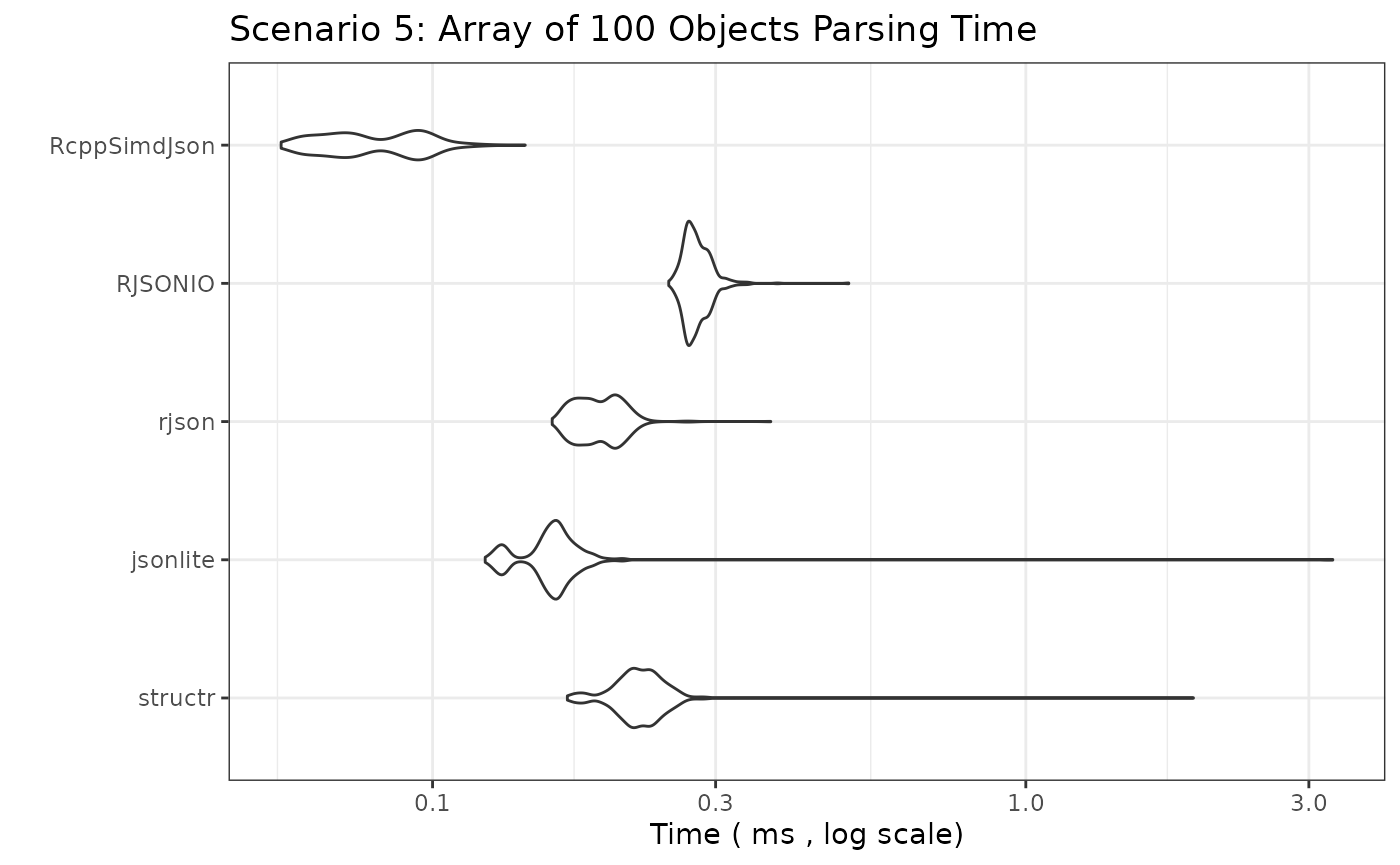 Scenario 5: Array of 100 Objects Parsing Time
RcppSimdJson
RJSONIO
rjson
jsonlite
structr
0.1 0.3 1.0 3.0
Time ( ms , log scale)